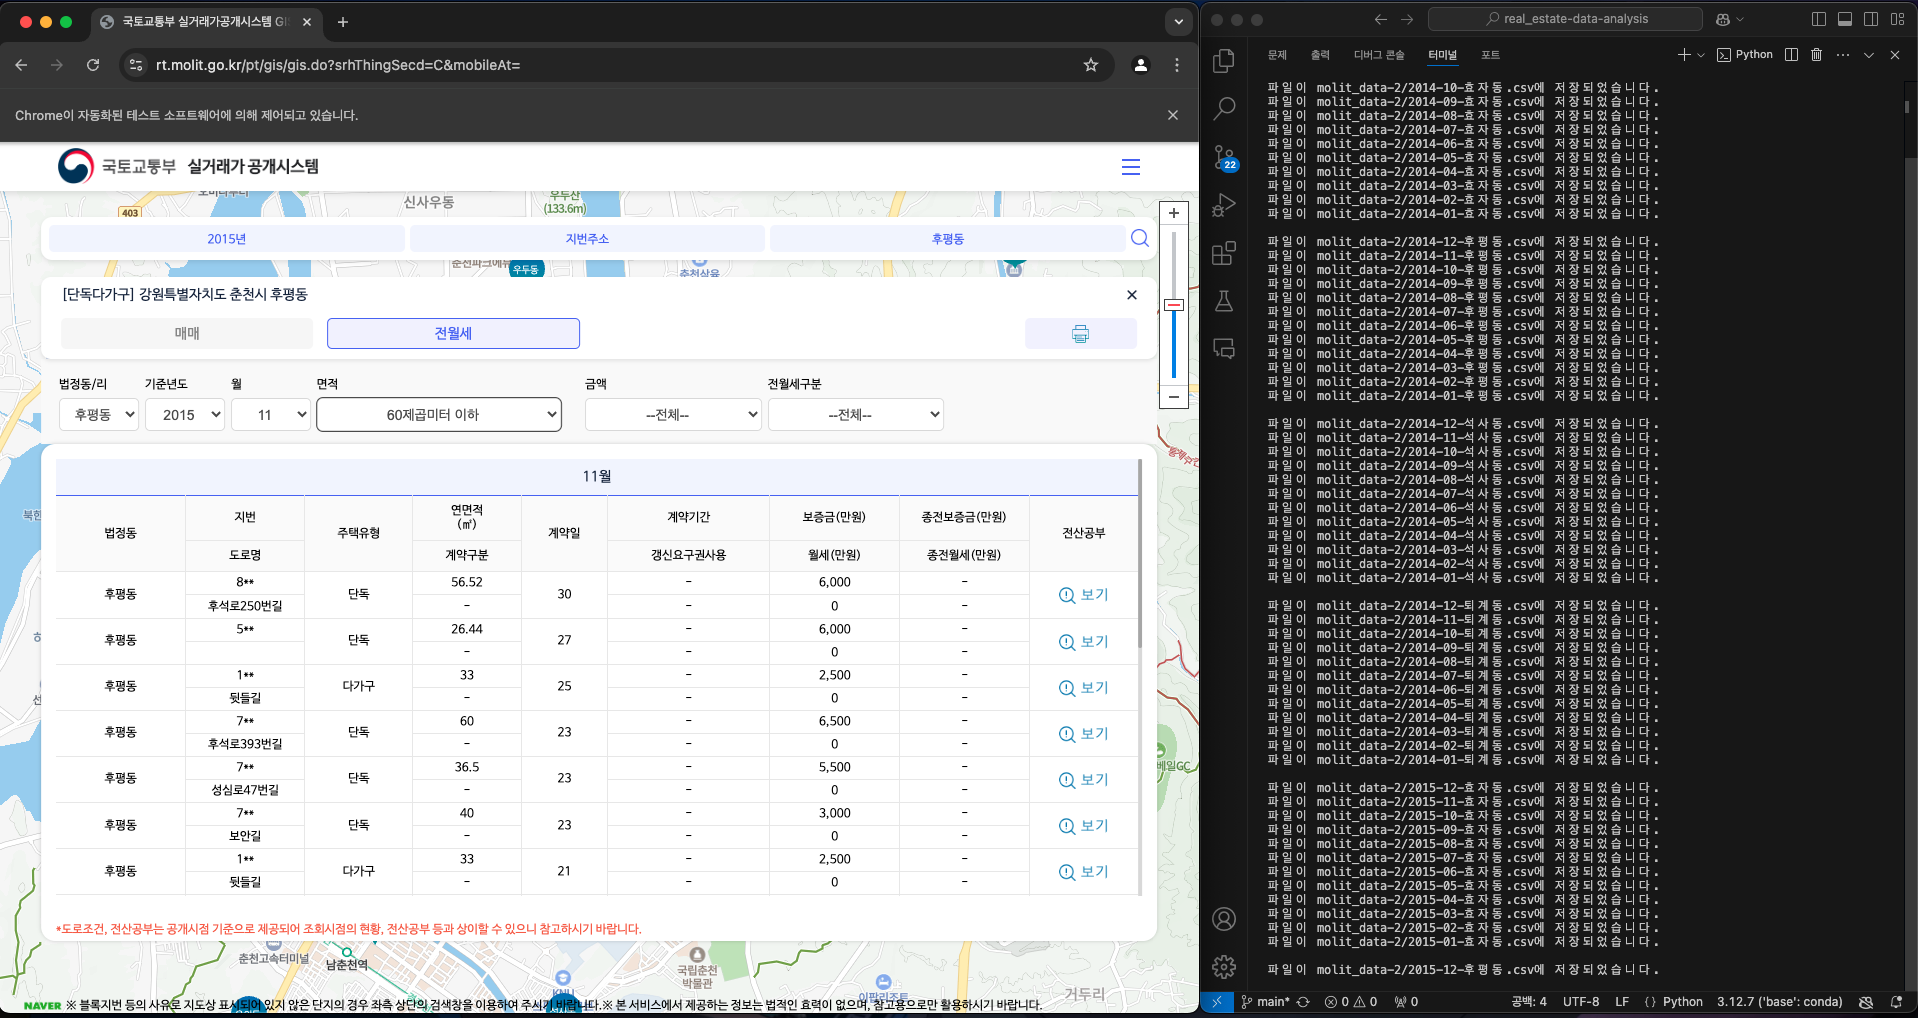 국토교통부 실거래가공개시스템 GI
rt.molit.go.kr/pt/gis/gis.do?srhThingSecd=C&mobileAt=
Chrome이 자동화된 테스트 소프트웨어에 의해 제어되고 있습니다.
국토교통부 실거래가 공개시스템
신사우동
우두산
(133.6m)
403
2015년 지번주소 후평동
우두동
[단독다가구] 강원특별자치도 춘천시 후평동
매매 전월세
법정동/리 기준년도 월 면적 금액 전월세구분
후평동 2015 11 60제곱미터 이하 --전체-- --전체--
11월
법정동 지번 주택유형 연면적(㎡) 계약일 계약기간 보증금(만원) 종전보증금(만원) 전산공부
도로명 계약구분 갱신요구권사용 월세(만원) 종전월세(만원)
후평동 8** 단독 56.52 30 - 6,000 - 보기
후석로250번길 - - 0 -
후평동 5** 단독 26.44 27 - 6,000 - 보기
- - 0 -
후평동 1** 다가구 33 25 - 2,500 - 보기
뒷들길 - - 0 -
후평동 7** 단독 60 23 - 6,500 - 보기
후석로393번길 - - 0 -
후평동 7** 단독 36.5 23 - 5,500 - 보기
성심로47번길 - - 0 -
후평동 7** 단독 40 23 - 3,000 - 보기
보안길 - - 0 -
후평동 1** 다가구 33 21 - 2,500 - 보기
뒷들길 - - 0 -
*도로조건, 전산공부는 공개시점 기준으로 제공되어 조회시점의 현황, 전산공부 등과 상이할 수 있으니 참고하시기 바랍니다.
춘천고속터미널
남춘천역
국립춘천
박물관
KNU
이팝리조트
거두리
NAVER ※ 블록지번 등의 사유로 지도상 표시되어 있지 않은 단지의 경우 좌측 상단의 검색창을 이용하여 주시기 바랍니다.※ 본 서비스에서 제공하는 정보는 법적인 효력이 없으며, 참고용으로만 활용하시기 바랍니다.
real_estate-data-analysis
문제 출력 디버그 콘솔 터미널 포트
Python
22
파일이 molit_data-2/2014-10-효자동.csv에 저장되었습니다.
파일이 molit_data-2/2014-09-효자동.csv에 저장되었습니다.
파일이 molit_data-2/2014-08-효자동.csv에 저장되었습니다.
파일이 molit_data-2/2014-07-효자동.csv에 저장되었습니다.
파일이 molit_data-2/2014-06-효자동.csv에 저장되었습니다.
파일이 molit_data-2/2014-05-효자동.csv에 저장되었습니다.
파일이 molit_data-2/2014-04-효자동.csv에 저장되었습니다.
파일이 molit_data-2/2014-03-효자동.csv에 저장되었습니다.
파일이 molit_data-2/2014-02-효자동.csv에 저장되었습니다.
파일이 molit_data-2/2014-01-효자동.csv에 저장되었습니다.
파일이 molit_data-2/2014-12-후평동.csv에 저장되었습니다.
파일이 molit_data-2/2014-11-후평동.csv에 저장되었습니다.
파일이 molit_data-2/2014-10-후평동.csv에 저장되었습니다.
파일이 molit_data-2/2014-09-후평동.csv에 저장되었습니다.
파일이 molit_data-2/2014-08-후평동.csv에 저장되었습니다.
파일이 molit_data-2/2014-07-후평동.csv에 저장되었습니다.
파일이 molit_data-2/2014-06-후평동.csv에 저장되었습니다.
파일이 molit_data-2/2014-05-후평동.csv에 저장되었습니다.
파일이 molit_data-2/2014-04-후평동.csv에 저장되었습니다.
파일이 molit_data-2/2014-03-후평동.csv에 저장되었습니다.
파일이 molit_data-2/2014-02-후평동.csv에 저장되었습니다.
파일이 molit_data-2/2014-01-후평동.csv에 저장되었습니다.
파일이 molit_data-2/2014-12-석사동.csv에 저장되었습니다.
파일이 molit_data-2/2014-11-석사동.csv에 저장되었습니다.
파일이 molit_data-2/2014-10-석사동.csv에 저장되었습니다.
파일이 molit_data-2/2014-09-석사동.csv에 저장되었습니다.
파일이 molit_data-2/2014-08-석사동.csv에 저장되었습니다.
파일이 molit_data-2/2014-07-석사동.csv에 저장되었습니다.
파일이 molit_data-2/2014-06-석사동.csv에 저장되었습니다.
파일이 molit_data-2/2014-05-석사동.csv에 저장되었습니다.
파일이 molit_data-2/2014-04-석사동.csv에 저장되었습니다.
파일이 molit_data-2/2014-03-석사동.csv에 저장되었습니다.
파일이 molit_data-2/2014-02-석사동.csv에 저장되었습니다.
파일이 molit_data-2/2014-01-석사동.csv에 저장되었습니다.
파일이 molit_data-2/2014-12-퇴계동.csv에 저장되었습니다.
파일이 molit_data-2/2014-11-퇴계동.csv에 저장되었습니다.
파일이 molit_data-2/2014-10-퇴계동.csv에 저장되었습니다.
파일이 molit_data-2/2014-09-퇴계동.csv에 저장되었습니다.
파일이 molit_data-2/2014-08-퇴계동.csv에 저장되었습니다.
파일이 molit_data-2/2014-07-퇴계동.csv에 저장되었습니다.
파일이 molit_data-2/2014-06-퇴계동.csv에 저장되었습니다.
파일이 molit_data-2/2014-05-퇴계동.csv에 저장되었습니다.
파일이 molit_data-2/2014-04-퇴계동.csv에 저장되었습니다.
파일이 molit_data-2/2014-03-퇴계동.csv에 저장되었습니다.
파일이 molit_data-2/2014-02-퇴계동.csv에 저장되었습니다.
파일이 molit_data-2/2014-01-퇴계동.csv에 저장되었습니다.
파일이 molit_data-2/2015-12-효자동.csv에 저장되었습니다.
파일이 molit_data-2/2015-11-효자동.csv에 저장되었습니다.
파일이 molit_data-2/2015-10-효자동.csv에 저장되었습니다.
파일이 molit_data-2/2015-09-효자동.csv에 저장되었습니다.
파일이 molit_data-2/2015-08-효자동.csv에 저장되었습니다.
파일이 molit_data-2/2015-07-효자동.csv에 저장되었습니다.
파일이 molit_data-2/2015-06-효자동.csv에 저장되었습니다.
파일이 molit_data-2/2015-05-효자동.csv에 저장되었습니다.
파일이 molit_data-2/2015-04-효자동.csv에 저장되었습니다.
파일이 molit_data-2/2015-03-효자동.csv에 저장되었습니다.
파일이 molit_data-2/2015-02-효자동.csv에 저장되었습니다.
파일이 molit_data-2/2015-01-효자동.csv에 저장되었습니다.
파일이 molit_data-2/2015-12-후평동.csv에 저장되었습니다.
main* 0 0 0 공백: 4 UTF-8 LF {} Python 3.12.7 ('base': conda)